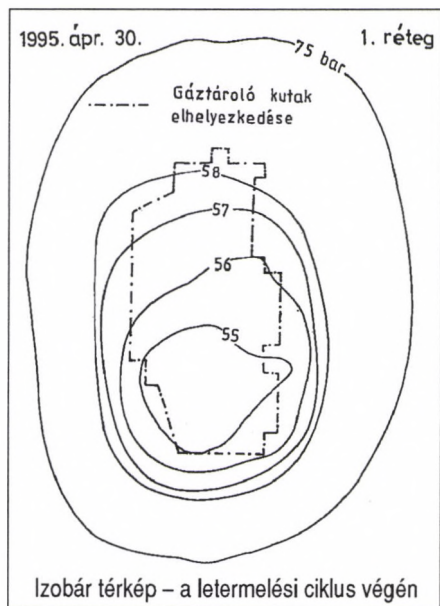 1995. ápr. 30.
75 bar
1. réteg
Gáztároló kutak
elhelyezkedése
58
57
56
55
Izobár térkép – a letermelési ciklus végén